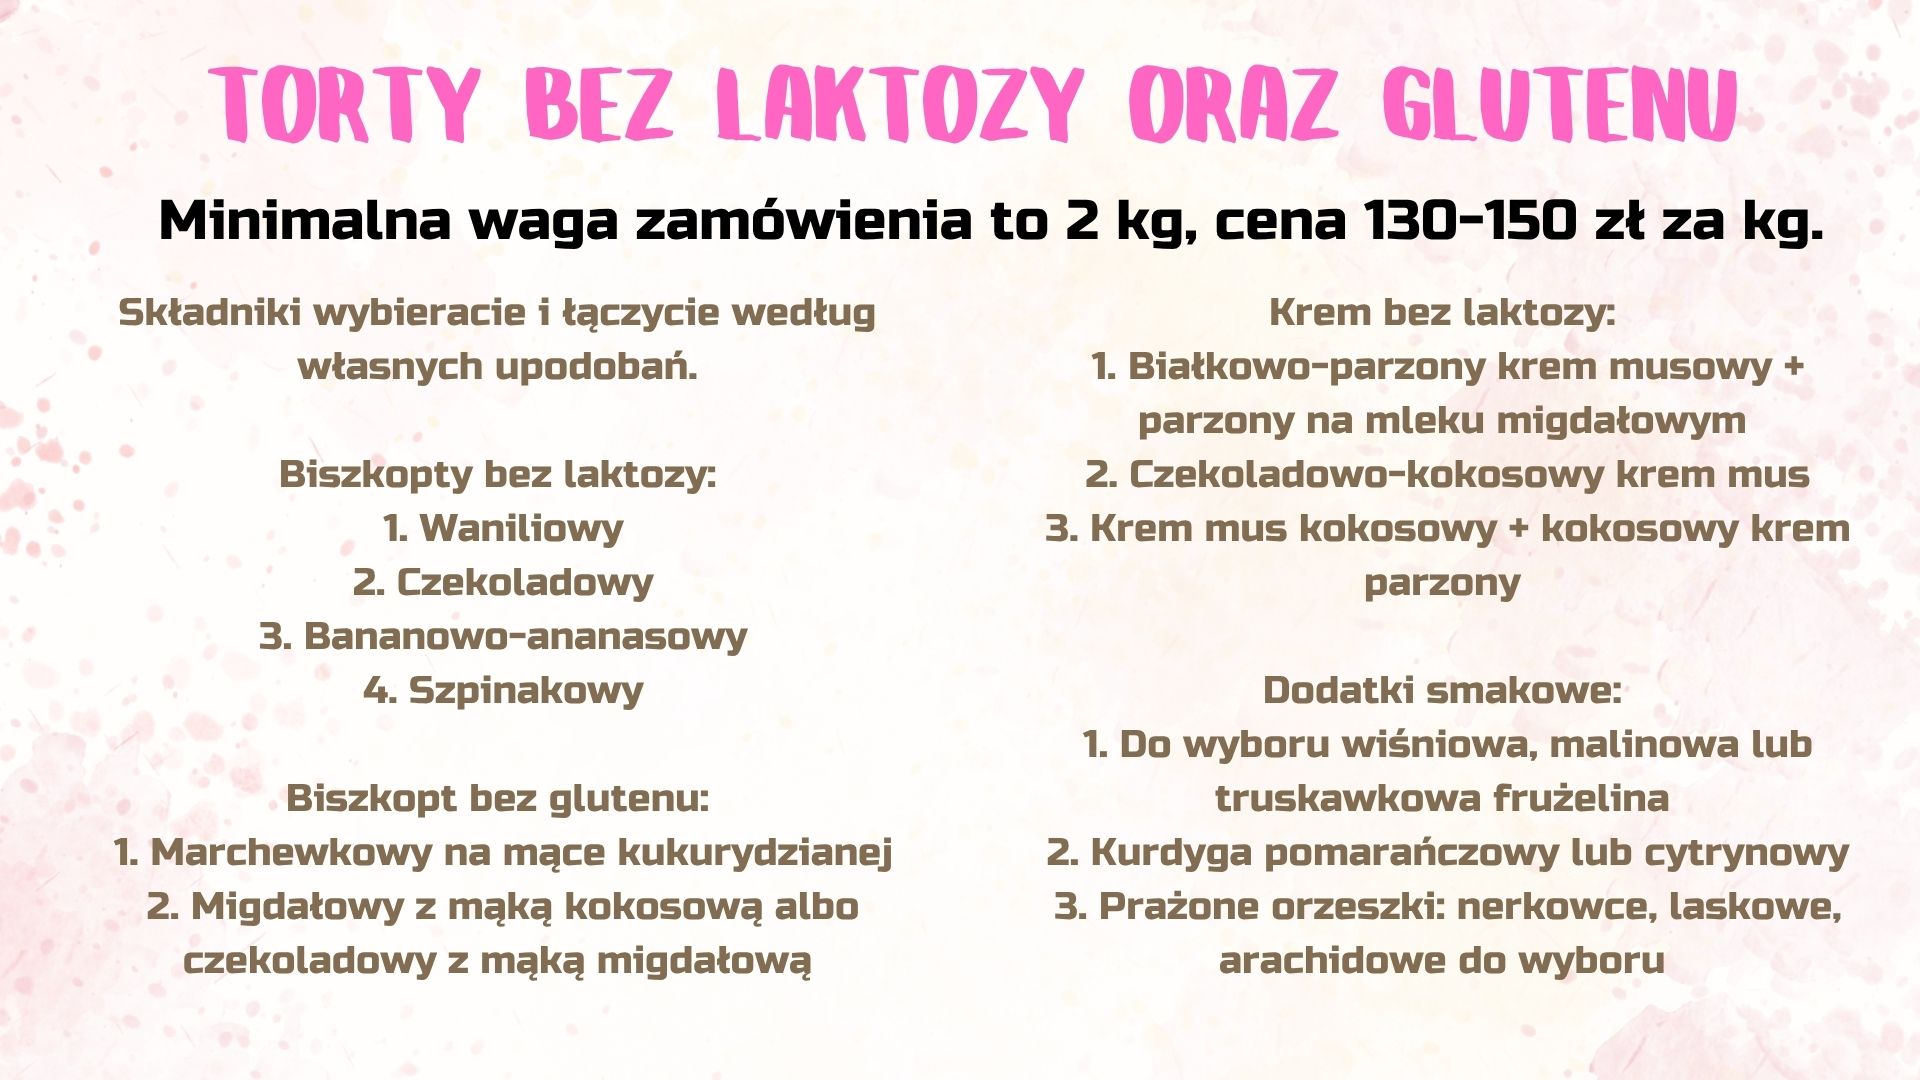 TORTY BEZ LAKTOZY ORAZ GLUTENU
Minimalna waga zamówienia to 2 kg, cena 130-150 zł za kg.
Składniki wybieracie i łączycie według
własnych upodobań.
Biszkopty bez laktozy:
1. Waniliowy
2. Czekoladowy
3. Bananowo-ananasowy
4. Szpinakowy
Biszkopt bez glutenu:
1. Marchewkowy na mące kukurydzianej
2. Migdałowy z mąką kokosową albo
czekoladowy z mąką migdałową
Krem bez laktozy:
1. Białkowo-parzony krem musowy +
parzony na mleku migdałowym
2. Czekoladowo-kokosowy krem mus
3. Krem mus kokosowy + kokosowy krem
parzony
Dodatki smakowe:
1. Do wyboru wiśniowa, malinowa lub
truskawkowa frużelina
2. Kurdyga pomarańczowy lub cytrynowy
3. Prażone orzeszki: nerkowce, laskowe,
arachidowe do wyboru